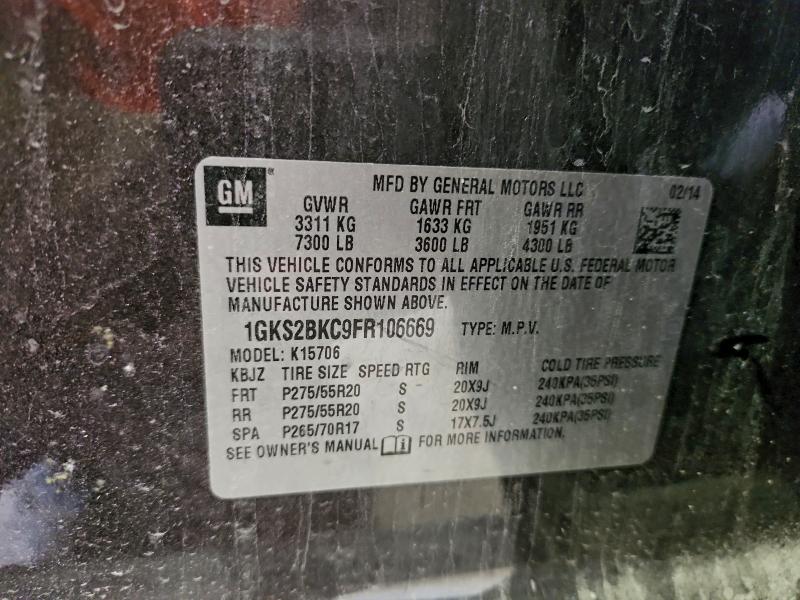 GM ® MFD BY GENERAL MOTORS LLC 02/14
GVWR GAWR FRT GAWR RR
3311 KG 1633 KG 1951 KG
7300 LB 3600 LB 4300 LB
THIS VEHICLE CONFORMS TO ALL APPLICABLE U.S. FEDERAL MOTOR
VEHICLE SAFETY STANDARDS IN EFFECT ON THE DATE OF
MANUFACTURE SHOWN ABOVE.
1GKS2BKC9FR106669 TYPE: M.P.V.
MODEL: K15706
KBJZ TIRE SIZE SPEED RTG RIM COLD TIRE PRESSURE
FRT P275/55R20 S 20X9J 240KPA(35PSI)
RR P275/55R20 S 20X9J 240KPA(35PSI)
SPA P265/70R17 S 17X7.5J 240KPA(35PSI)
SEE OWNER'S MANUAL i FOR MORE INFORMATION.